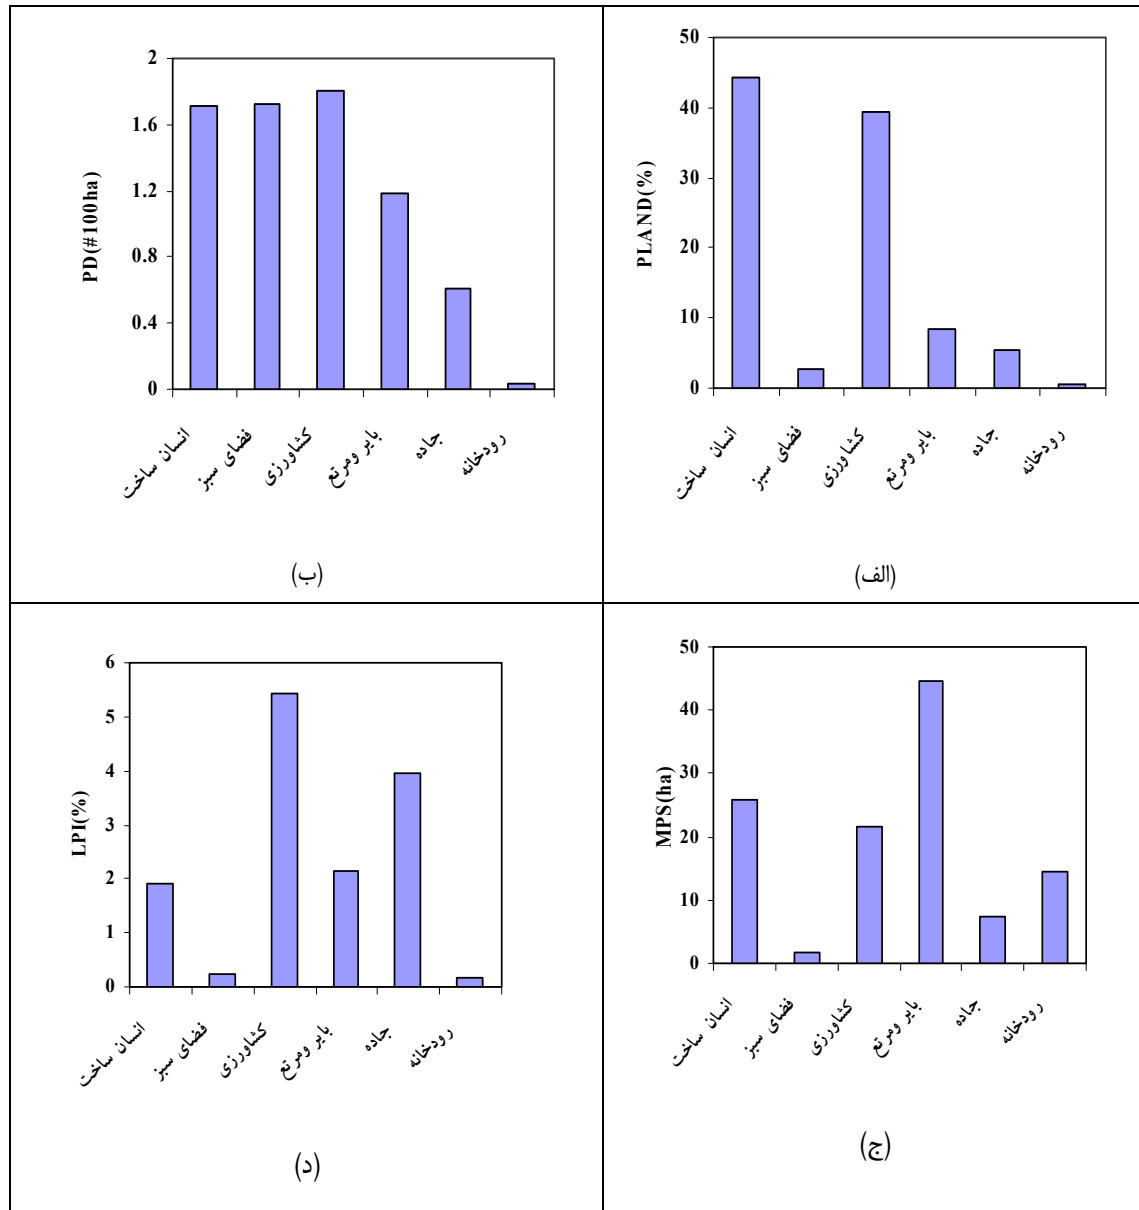 50
40
30
20
10
0
PLAND(%)
انسان ساخت
فضای سبز
کشاورزی
بایر ومرتع
جاده
رودخانه
(الف)
2
1.6
1.2
0.8
0.4
0
PD(#100ha)
انسان ساخت
فضای سبز
کشاورزی
بایر ومرتع
جاده
رودخانه
(ب)
50
40
30
20
10
0
MPS(ha)
انسان ساخت
فضای سبز
کشاورزی
بایر ومرتع
جاده
رودخانه
(ج)
6
5
4
3
2
1
0
LPI(%)
انسان ساخت
فضای سبز
کشاورزی
بایر ومرتع
جاده
رودخانه
(د)